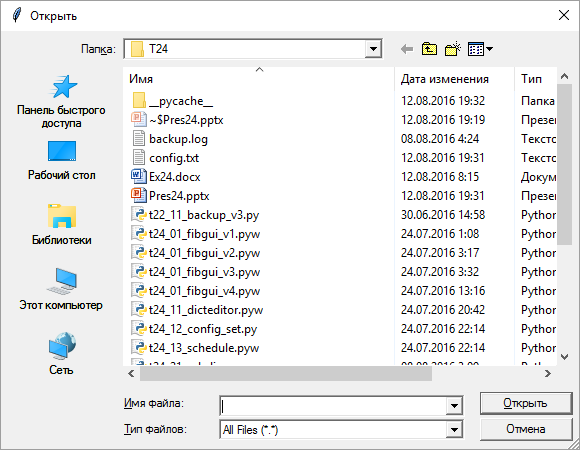 Открыть
Папка: T24
Имя Дата изменения Тип
__pycache__ 12.08.2016 19:32 Папка
~$Pres24.pptx 12.08.2016 19:19 Презе
backup.log 08.08.2016 4:24 Тексто
config.txt 12.08.2016 19:31 Тексто
Ex24.docx 12.08.2016 8:15 Докум
Pres24.pptx 12.08.2016 19:31 Презе
t22_11_backup_v3.py 30.06.2016 14:58 Python
t24_01_fibgui_v1.pyw 24.07.2016 1:08 Python
t24_01_fibgui_v2.pyw 24.07.2016 3:17 Python
t24_01_fibgui_v3.pyw 24.07.2016 3:32 Python
t24_01_fibgui_v4.pyw 24.07.2016 13:16 Python
t24_11_dicteditor.pyw 24.07.2016 20:42 Python
t24_12_config_set.py 24.07.2016 22:14 Python
t24_13_schedule.pyw 24.07.2016 22:14 Python
Панель быстрого
доступа
Рабочий стол
Библиотеки
Этот компьютер
Сеть
Имя файла:
Открыть
Тип файлов: All Files (*.*)
Отмена